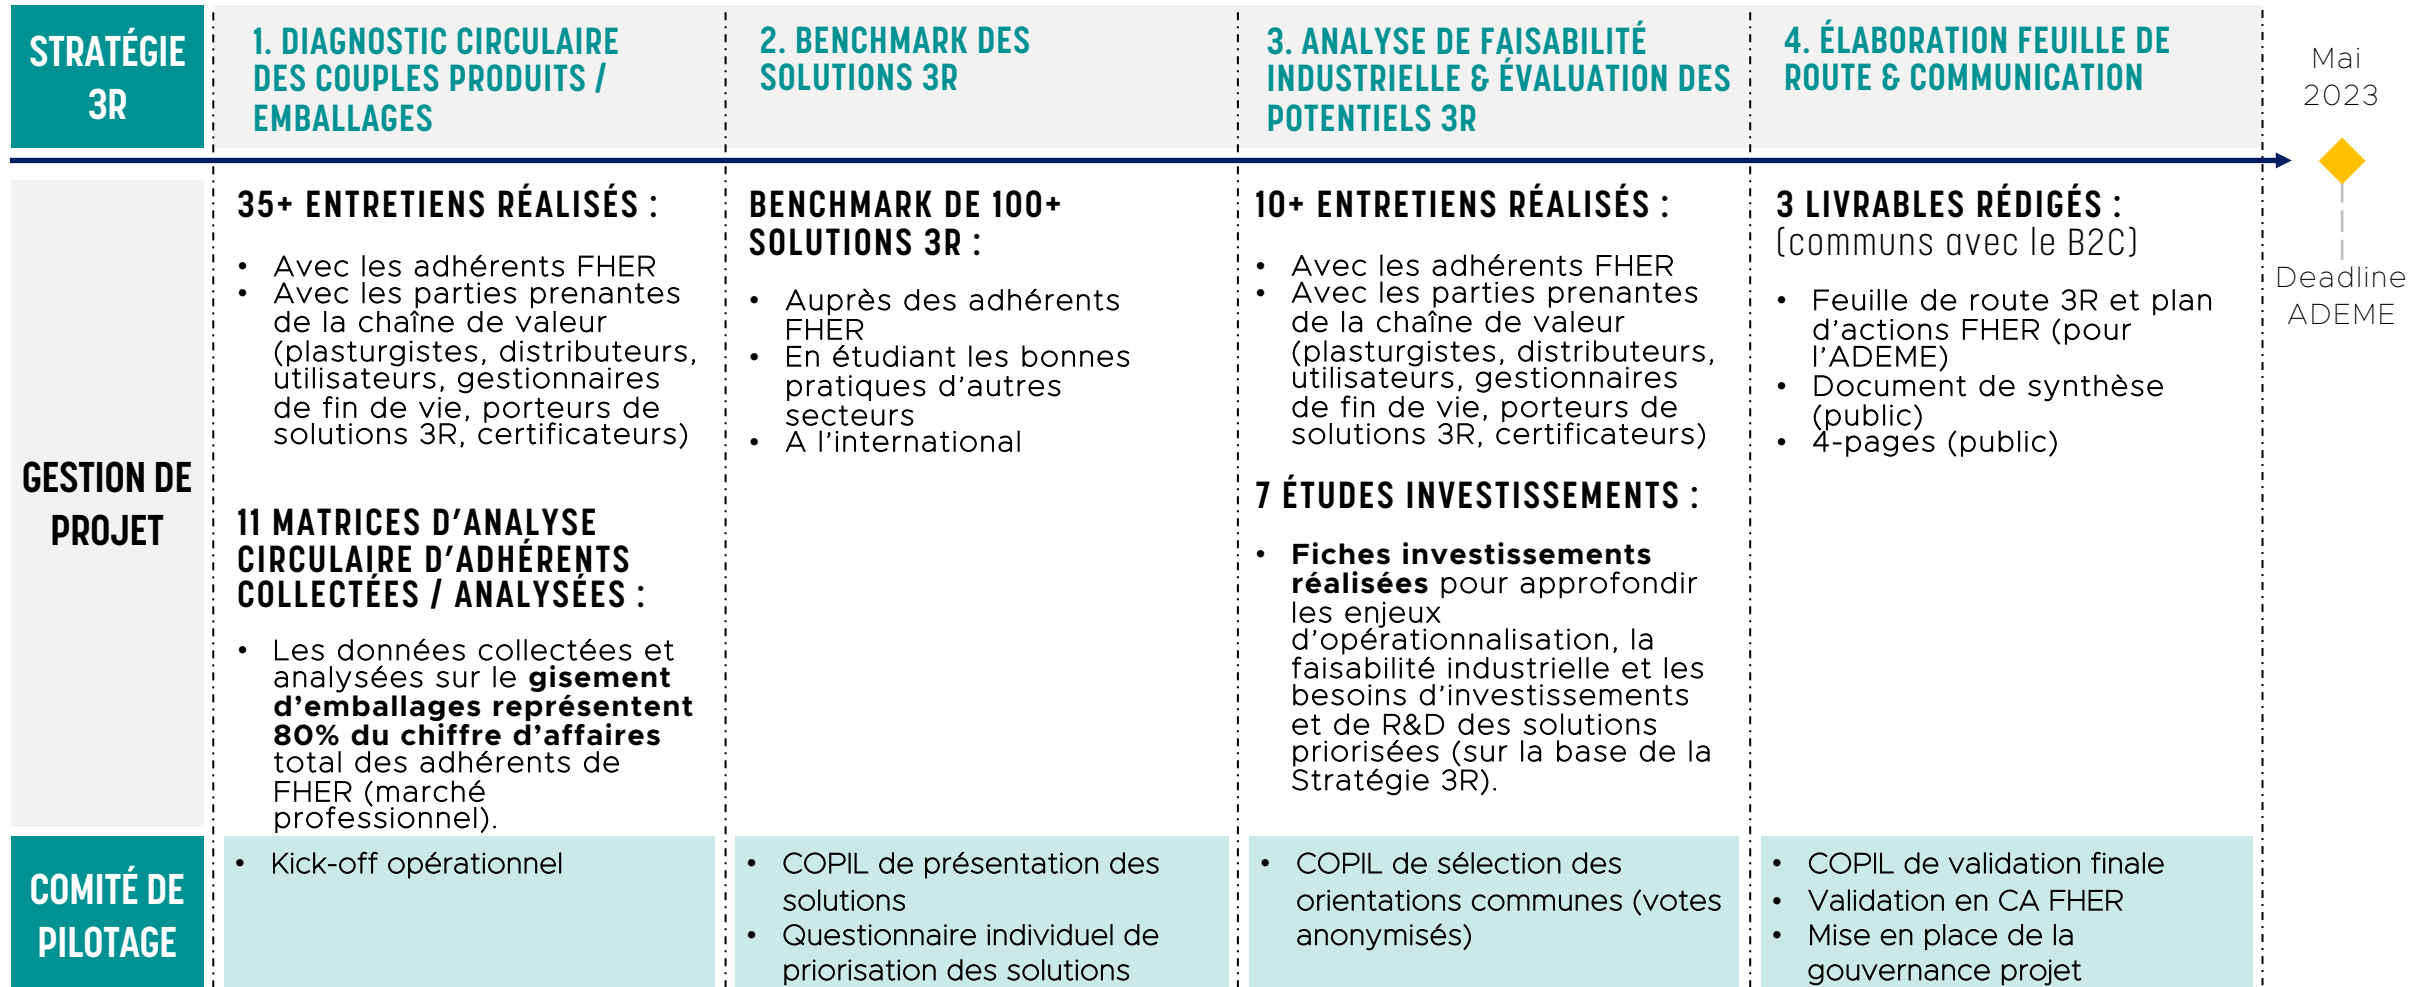 STRATÉGIE
3R
1. DIAGNOSTIC CIRCULAIRE
DES COUPLES PRODUITS /
EMBALLAGES
2. BENCHMARK DES
SOLUTIONS 3R
3. ANALYSE DE FAISABILITÉ
INDUSTRIELLE & ÉVALUATION DES
POTENTIELS 3R
4. ÉLABORATION FEUILLE DE
ROUTE & COMMUNICATION
Mai
2023
Deadline
ADEME
GESTION DE
PROJET
35+ ENTRETIENS RÉALISÉS :
• Avec les adhérents FHER
• Avec les parties prenantes
de la chaîne de valeur
(plasturgistes, distributeurs,
utilisateurs, gestionnaires
de fin de vie, porteurs de
solutions 3R, certificateurs)
11 MATRICES D'ANALYSE
CIRCULAIRE D'ADHÉRENTS
COLLECTÉES / ANALYSÉES :
• Les données collectées et
analysées sur le gisement
d'emballages représentent
80% du chiffre d'affaires
total des adhérents de
FHER (marché
professionnel).
BENCHMARK DE 100+
SOLUTIONS 3R :
• Auprès des adhérents
FHER
• En étudiant les bonnes
pratiques d'autres
secteurs
• A l'international
10+ ENTRETIENS RÉALISÉS :
• Avec les adhérents FHER
• Avec les parties prenantes
de la chaîne de valeur
(plasturgistes, distributeurs,
utilisateurs, gestionnaires
de fin de vie, porteurs de
solutions 3R, certificateurs)
7 ÉTUDES INVESTISSEMENTS :
• Fiches investissements
réalisées pour approfondir
les enjeux
d'opérationnalisation, la
faisabilité industrielle et les
besoins d'investissements
et de R&D des solutions
priorisées (sur la base de la
Stratégie 3R).
3 LIVRABLES RÉDIGÉS :
(communs avec le B2C)
• Feuille de route 3R et plan
d'actions FHER (pour
l'ADEME)
• Document de synthèse
(public)
• 4-pages (public)
COMITÉ DE
PILOTAGE
• Kick-off opérationnel
• COPIL de présentation des
solutions
• Questionnaire individuel de
priorisation des solutions
• COPIL de sélection des
orientations communes (votes
anonymisés)
• COPIL de validation finale
• Validation en CA FHER
• Mise en place de la
gouvernance projet